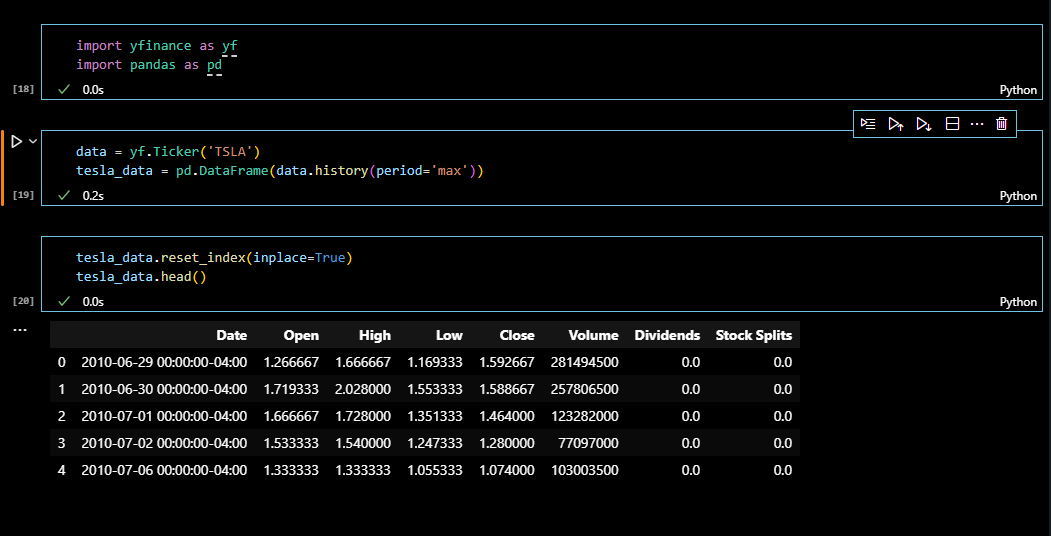 import yfinance as yf
import pandas as pd
[18] 0.0s Python
data = yf.Ticker('TSLA')
tesla_data = pd.DataFrame(data.history(period='max'))
[19] 0.2s Python
tesla_data.reset_index(inplace=True)
tesla_data.head()
[20] 0.0s Python
Date Open High Low Close Volume Dividends Stock Splits
0 2010-06-29 00:00:00-04:00 1.266667 1.666667 1.169333 1.592667 281494500 0.0 0.0
1 2010-06-30 00:00:00-04:00 1.719333 2.028000 1.553333 1.588667 257806500 0.0 0.0
2 2010-07-01 00:00:00-04:00 1.666667 1.728000 1.351333 1.464000 123282000 0.0 0.0
3 2010-07-02 00:00:00-04:00 1.533333 1.540000 1.247333 1.280000 77097000 0.0 0.0
4 2010-07-06 00:00:00-04:00 1.333333 1.333333 1.055333 1.074000 103003500 0.0 0.0